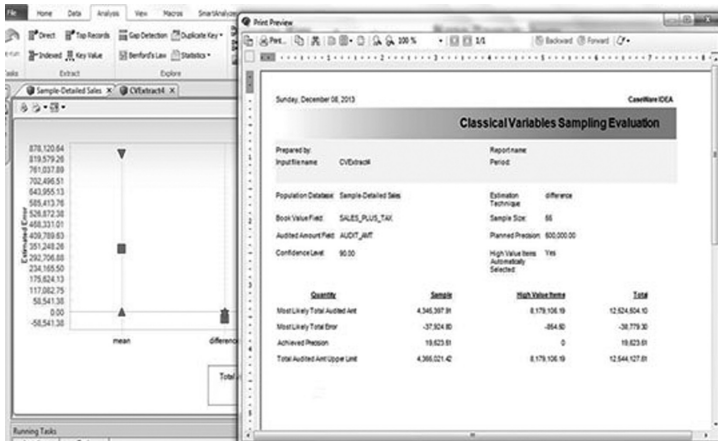 File Home Data Analysis View Macros SmartAnalyzer
Direct Top Records Gap Detection Duplicate Key
Indexed Key Value Benford's Law Statistics
Tasks Extract Explore
Sample-Detailed Sales X CVExtract4 X
878,120.64
819,579.26
761,037.89
702,496.51
643,955.13
585,413.76
526,872.38
468,331.01
409,789.63
351,248.26
292,706.88
234,165.50
175,624.13
117,082.75
58,541.38
0.00
-58,541.38
Estimated Error
mean difference
Total
Running Tasks
Print Preview
Print... 100 % 1/1 Backward Forward
Sunday, December 08, 2013 CaseWare IDEA
Classical Variables Sampling Evaluation
Prepared by: Report name:
Input file name: CVExtract4 Period:
Population Database: Sample-Detailed Sales Estimation Technique: difference
Book Value Field: SALES_PLUS_TAX Sample Size: 86
Audited Amount Field: AUDIT_AMT Planned Precision: 500,000.00
Confidence Level: 90.00 High Value Items Automatically Selected: Yes
Quantity Sample High Value Items Total
Most Likely Total Audited Amt 4,346,397.91 8,179,106.19 12,524,504.10
Most Likely Total Error -37,924.80 -854.50 -38,779.30
Achieved Precision 19,623.51 0 19,623.51
Total Audited Amt Upper Limit 4,366,021.42 8,179,106.19 12,544,127.61